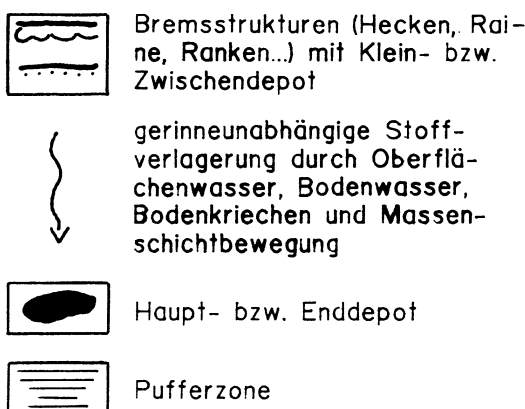 Bremsstrukturen (Hecken, Rai-
ne, Ranken...) mit Klein- bzw.
Zwischendepot
gerinneunabhängige Stoff-
verlagerung durch Oberflä-
chenwasser, Bodenwasser,
Bodenkriechen und Massen-
schichtbewegung
Haupt- bzw. Enddepot
Pufferzone